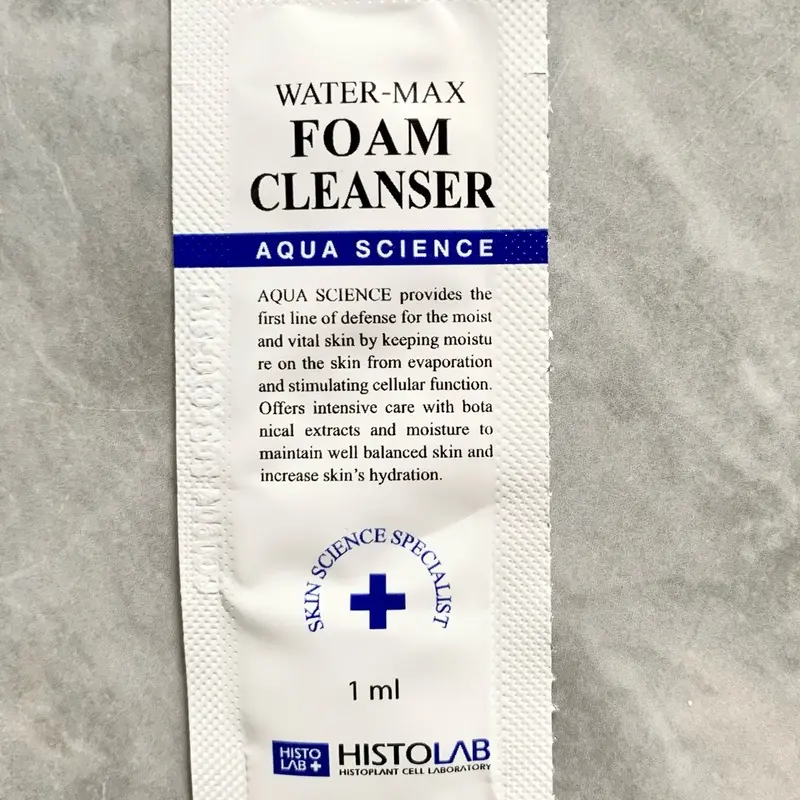 WATER-MAX
FOAM
CLEANSER
AQUA SCIENCE
AQUA SCIENCE provides the
first line of defense for the moist
and vital skin by keeping moistu
re on the skin from evaporation
and stimulating cellular function.
Offers intensive care with bota
nical extracts and moisture to
maintain well balanced skin and
increase skin's hydration.
SKIN SCIENCE SPECIALIST
1 ml
HISTO
LAB+
HISTOLAB
HISTOPLANT CELL LABORATORY